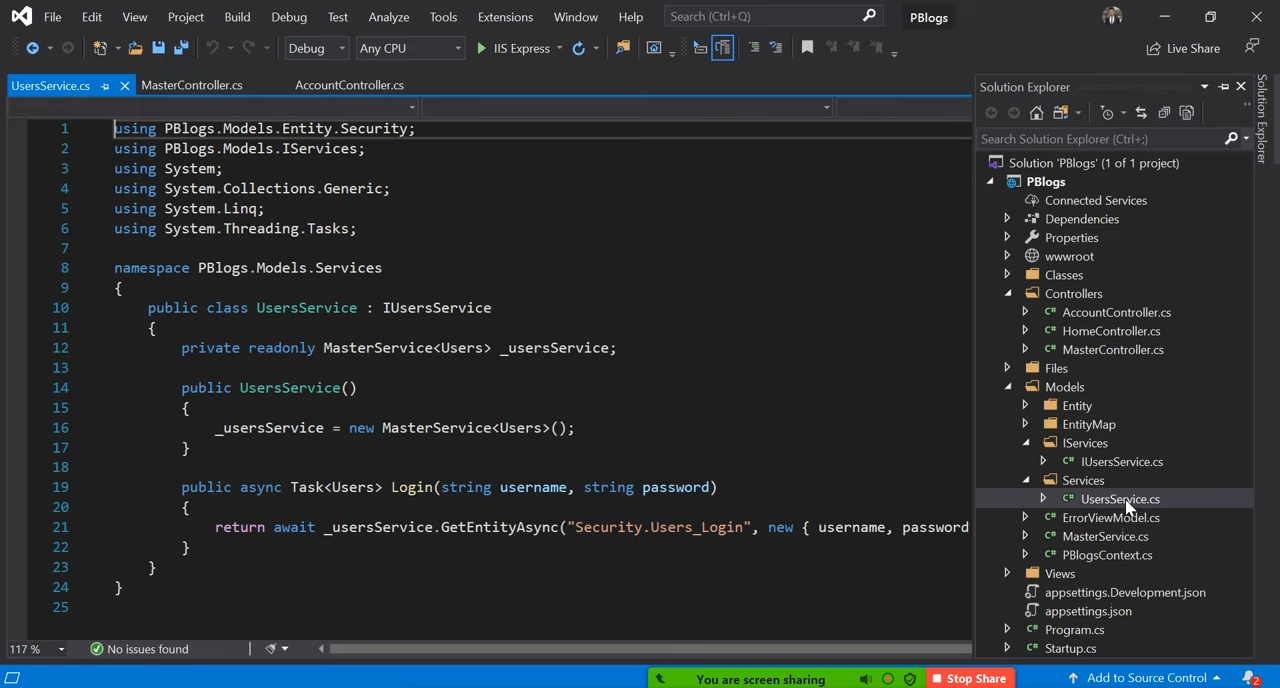 File Edit View Project Build Debug Test Analyze Tools Extensions Window Help Search (Ctrl+Q) PBlogs
Debug Any CPU IIS Express Live Share
UsersService.cs MasterController.cs AccountController.cs
1 using PBlogs.Models.Entity.Security;
2 using PBlogs.Models.IServices;
3 using System;
4 using System.Collections.Generic;
5 using System.Linq;
6 using System.Threading.Tasks;
7
8 namespace PBlogs.Models.Services
9 {
10 public class UsersService : IUsersService
11 {
12 private readonly MasterService<Users> _usersService;
13
14 public UsersService()
15 {
16 _usersService = new MasterService<Users>();
17 }
18
19 public async Task<Users> Login(string username, string password)
20 {
21 return await _usersService.GetEntityAsync("Security.Users_Login", new { username, password
22 }
23 }
24 }
25
117 % No issues found
Solution Explorer
Search Solution Explorer (Ctrl+;)
Solution 'PBlogs' (1 of 1 project)
PBlogs
Connected Services
Dependencies
Properties
wwwroot
Classes
Controllers
C# AccountController.cs
C# HomeController.cs
C# MasterController.cs
Files
Models
Entity
EntityMap
IServices
C# IUsersService.cs
Services
C# UsersService.cs
C# ErrorViewModel.cs
C# MasterService.cs
C# PBlogsContext.cs
Views
appsettings.Development.json
appsettings.json
C# Program.cs
C# Startup.cs
Solution Explorer
You are screen sharing Stop Share
Add to Source Control 2